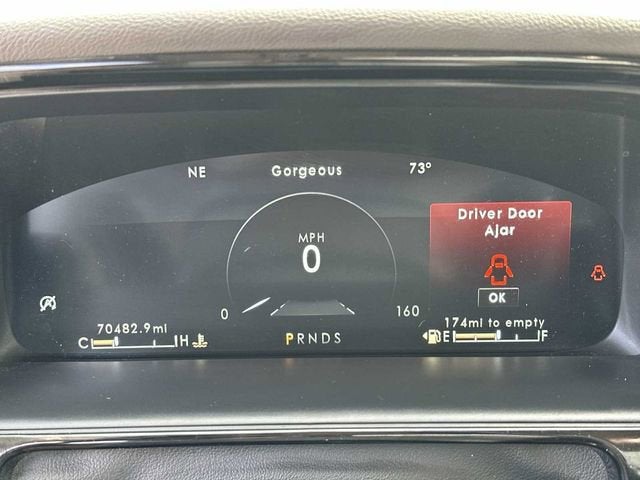 NE Gorgeous 73°
Driver Door
Ajar
MPH
0
OK
0 160
70482.9mi 174mi to empty
C H PRNDS E F